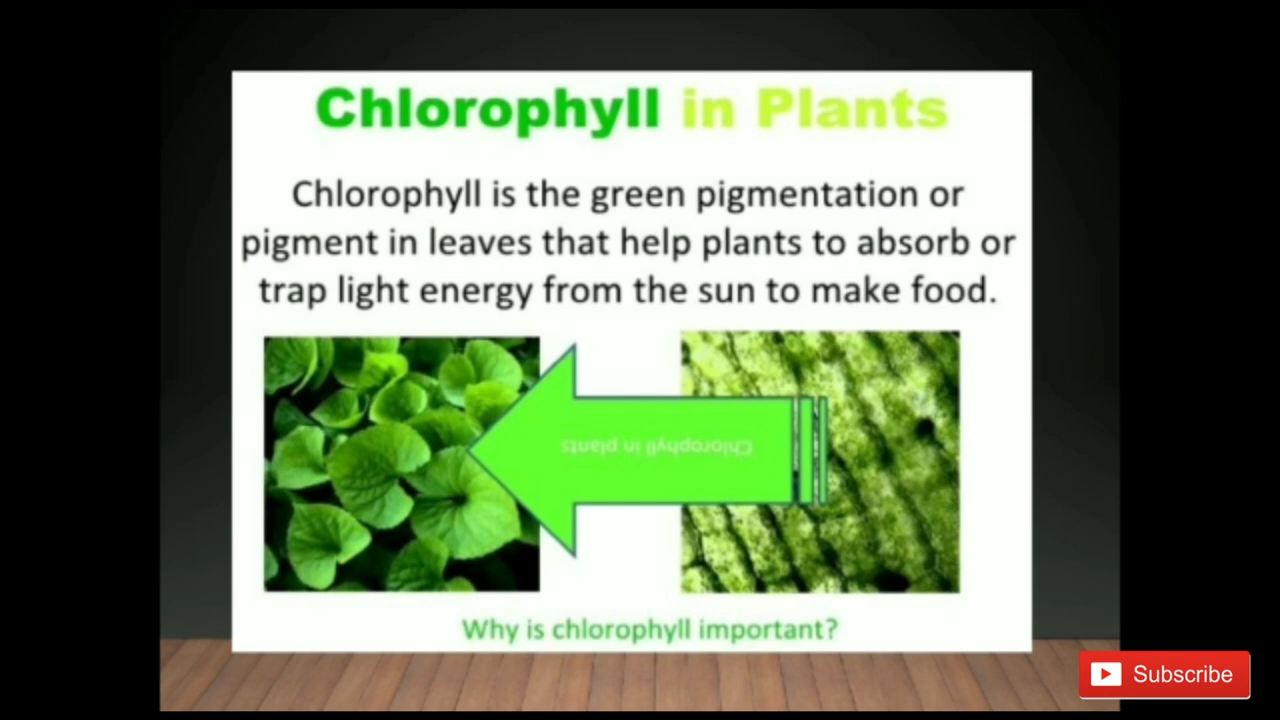 Chlorophyll in Plants
Chlorophyll is the green pigmentation or
pigment in leaves that help plants to absorb or
trap light energy from the sun to make food.
Chlorophyll in plants
Why is chlorophyll important?
Subscribe